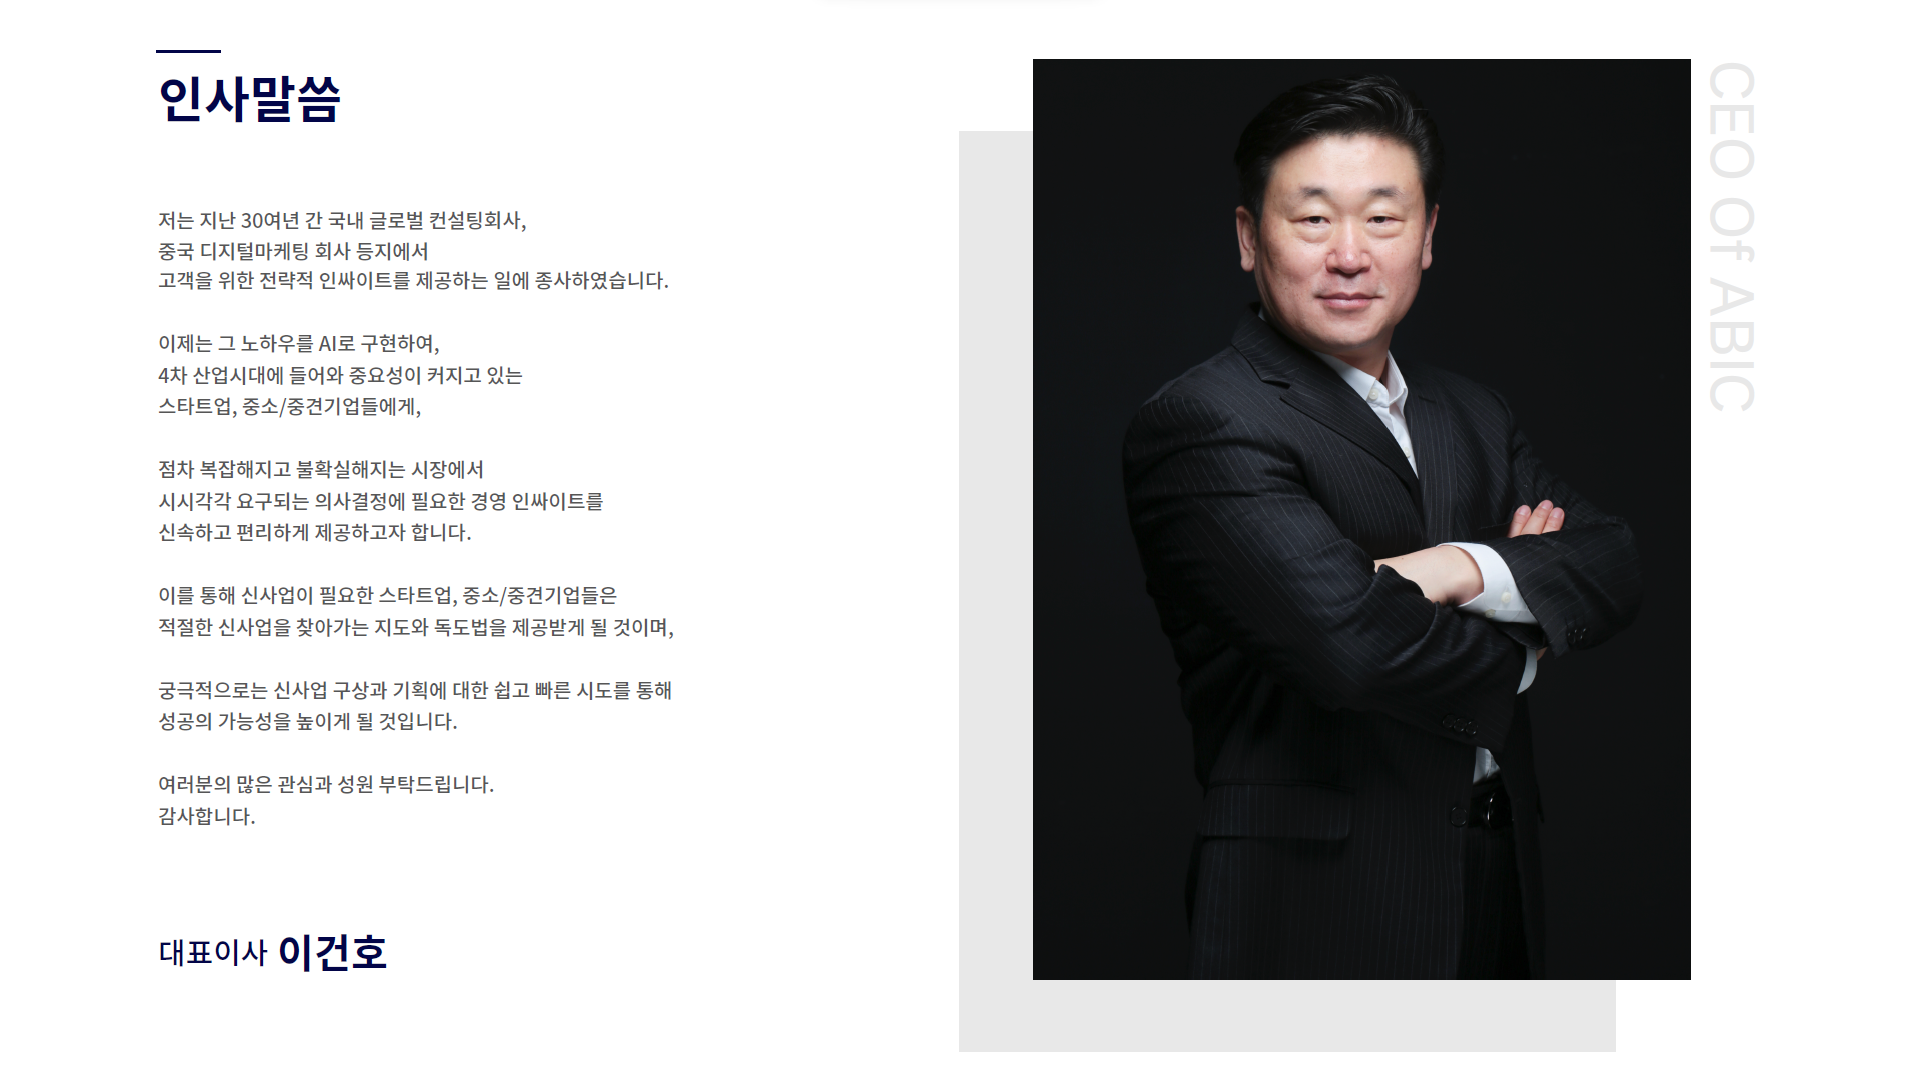 인사말씀
저는 지난 30여년 간 국내 글로벌 컨설팅회사,
중국 디지털마케팅 회사 등지에서
고객을 위한 전략적 인싸이트를 제공하는 일에 종사하였습니다.
이제는 그 노하우를 AI로 구현하여,
4차 산업시대에 들어와 중요성이 커지고 있는
스타트업, 중소/중견기업들에게,
점차 복잡해지고 불확실해지는 시장에서
시시각각 요구되는 의사결정에 필요한 경영 인싸이트를
신속하고 편리하게 제공하고자 합니다.
이를 통해 신사업이 필요한 스타트업, 중소/중견기업들은
적절한 신사업을 찾아가는 지도와 독도법을 제공받게 될 것이며,
궁극적으로는 신사업 구상과 기획에 대한 쉽고 빠른 시도를 통해
성공의 가능성을 높이게 될 것입니다.
여러분의 많은 관심과 성원 부탁드립니다.
감사합니다.
대표이사 이건호
CEO Of ABIC